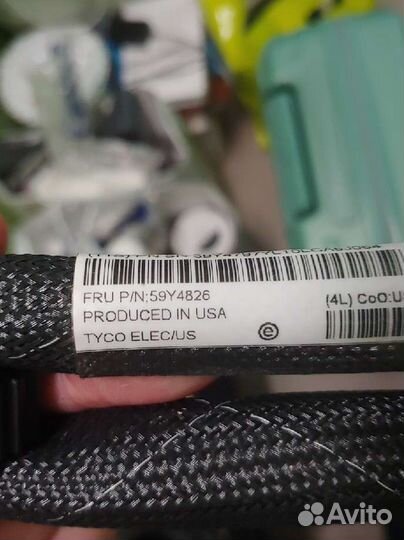 FRU P/N:59Y4826
PRODUCED IN USA
TYCO ELEC/US
e
(4L) CoO:U
Avito